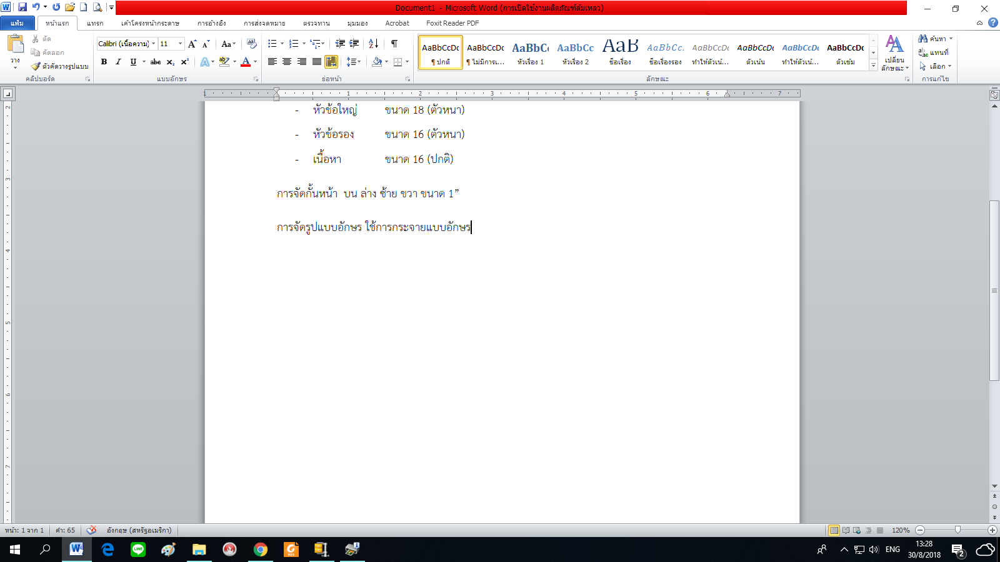 Document1 - Microsoft Word (การเปิดใช้งานผลิตภัณฑ์ล้มเหลว)
แฟ้ม หน้าแรก แทรก เค้าโครงหน้ากระดาษ การอ้างอิง การส่งจดหมาย ตรวจทาน มุมมอง Acrobat Foxit Reader PDF
วาง
ตัด
คัดลอก
ตัวคัดวางรูปแบบ
คลิปบอร์ด
Calibri (เนื้อความ) 11
แบบอักษร
ย่อหน้า
AaBbCcDc AaBbCcDc AaBbC AaBbCc AaB AaBbCc. AaBbCcDc AaBbCcDc AaBbCcDc AaBbCcDc
¶ ปกติ ¶ ไม่มีการเ... หัวเรื่อง 1 หัวเรื่อง 2 ชื่อเรื่อง ชื่อเรื่องรอง ทำให้ตัวเน้... ตัวเน้น ทำให้ตัวเน้... ตัวเข้ม
เปลี่ยน
ลักษณะ
ลักษณะ
ค้นหา
แทนที่
เลือก
การแก้ไข
1 1 2 3 4 5 6 7
2
3
4
5
6
7
- หัวข้อใหญ่ ขนาด 18 (ตัวหนา)
- หัวข้อรอง ขนาด 16 (ตัวหนา)
- เนื้อหา ขนาด 16 (ปกติ)
การจัดกั้นหน้า บน ล่าง ซ้าย ขวา ขนาด 1”
การจัดรูปแบบอักษร ใช้การกระจายแบบอักษร
หน้า: 1 จาก 1 คำ: 65 อังกฤษ (สหรัฐอเมริกา) 120%
ENG 13:28
30/8/2018
2